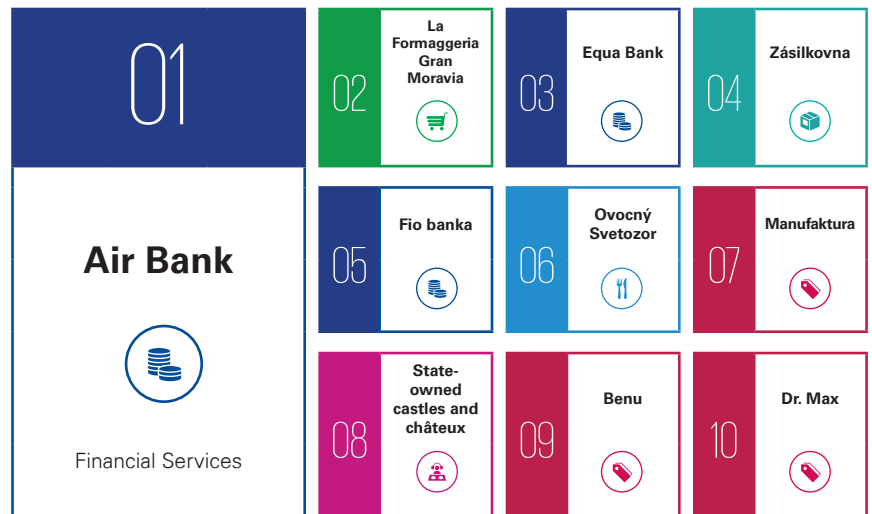 01
Air Bank
Financial Services
02
La
Formaggeria
Gran
Moravia
03
Equa Bank
04
Zásilkovna
05
Fio banka
06
Ovocný
Svetozor
07
Manufaktura
08
State-
owned
castles and
châteux
09
Benu
10
Dr. Max